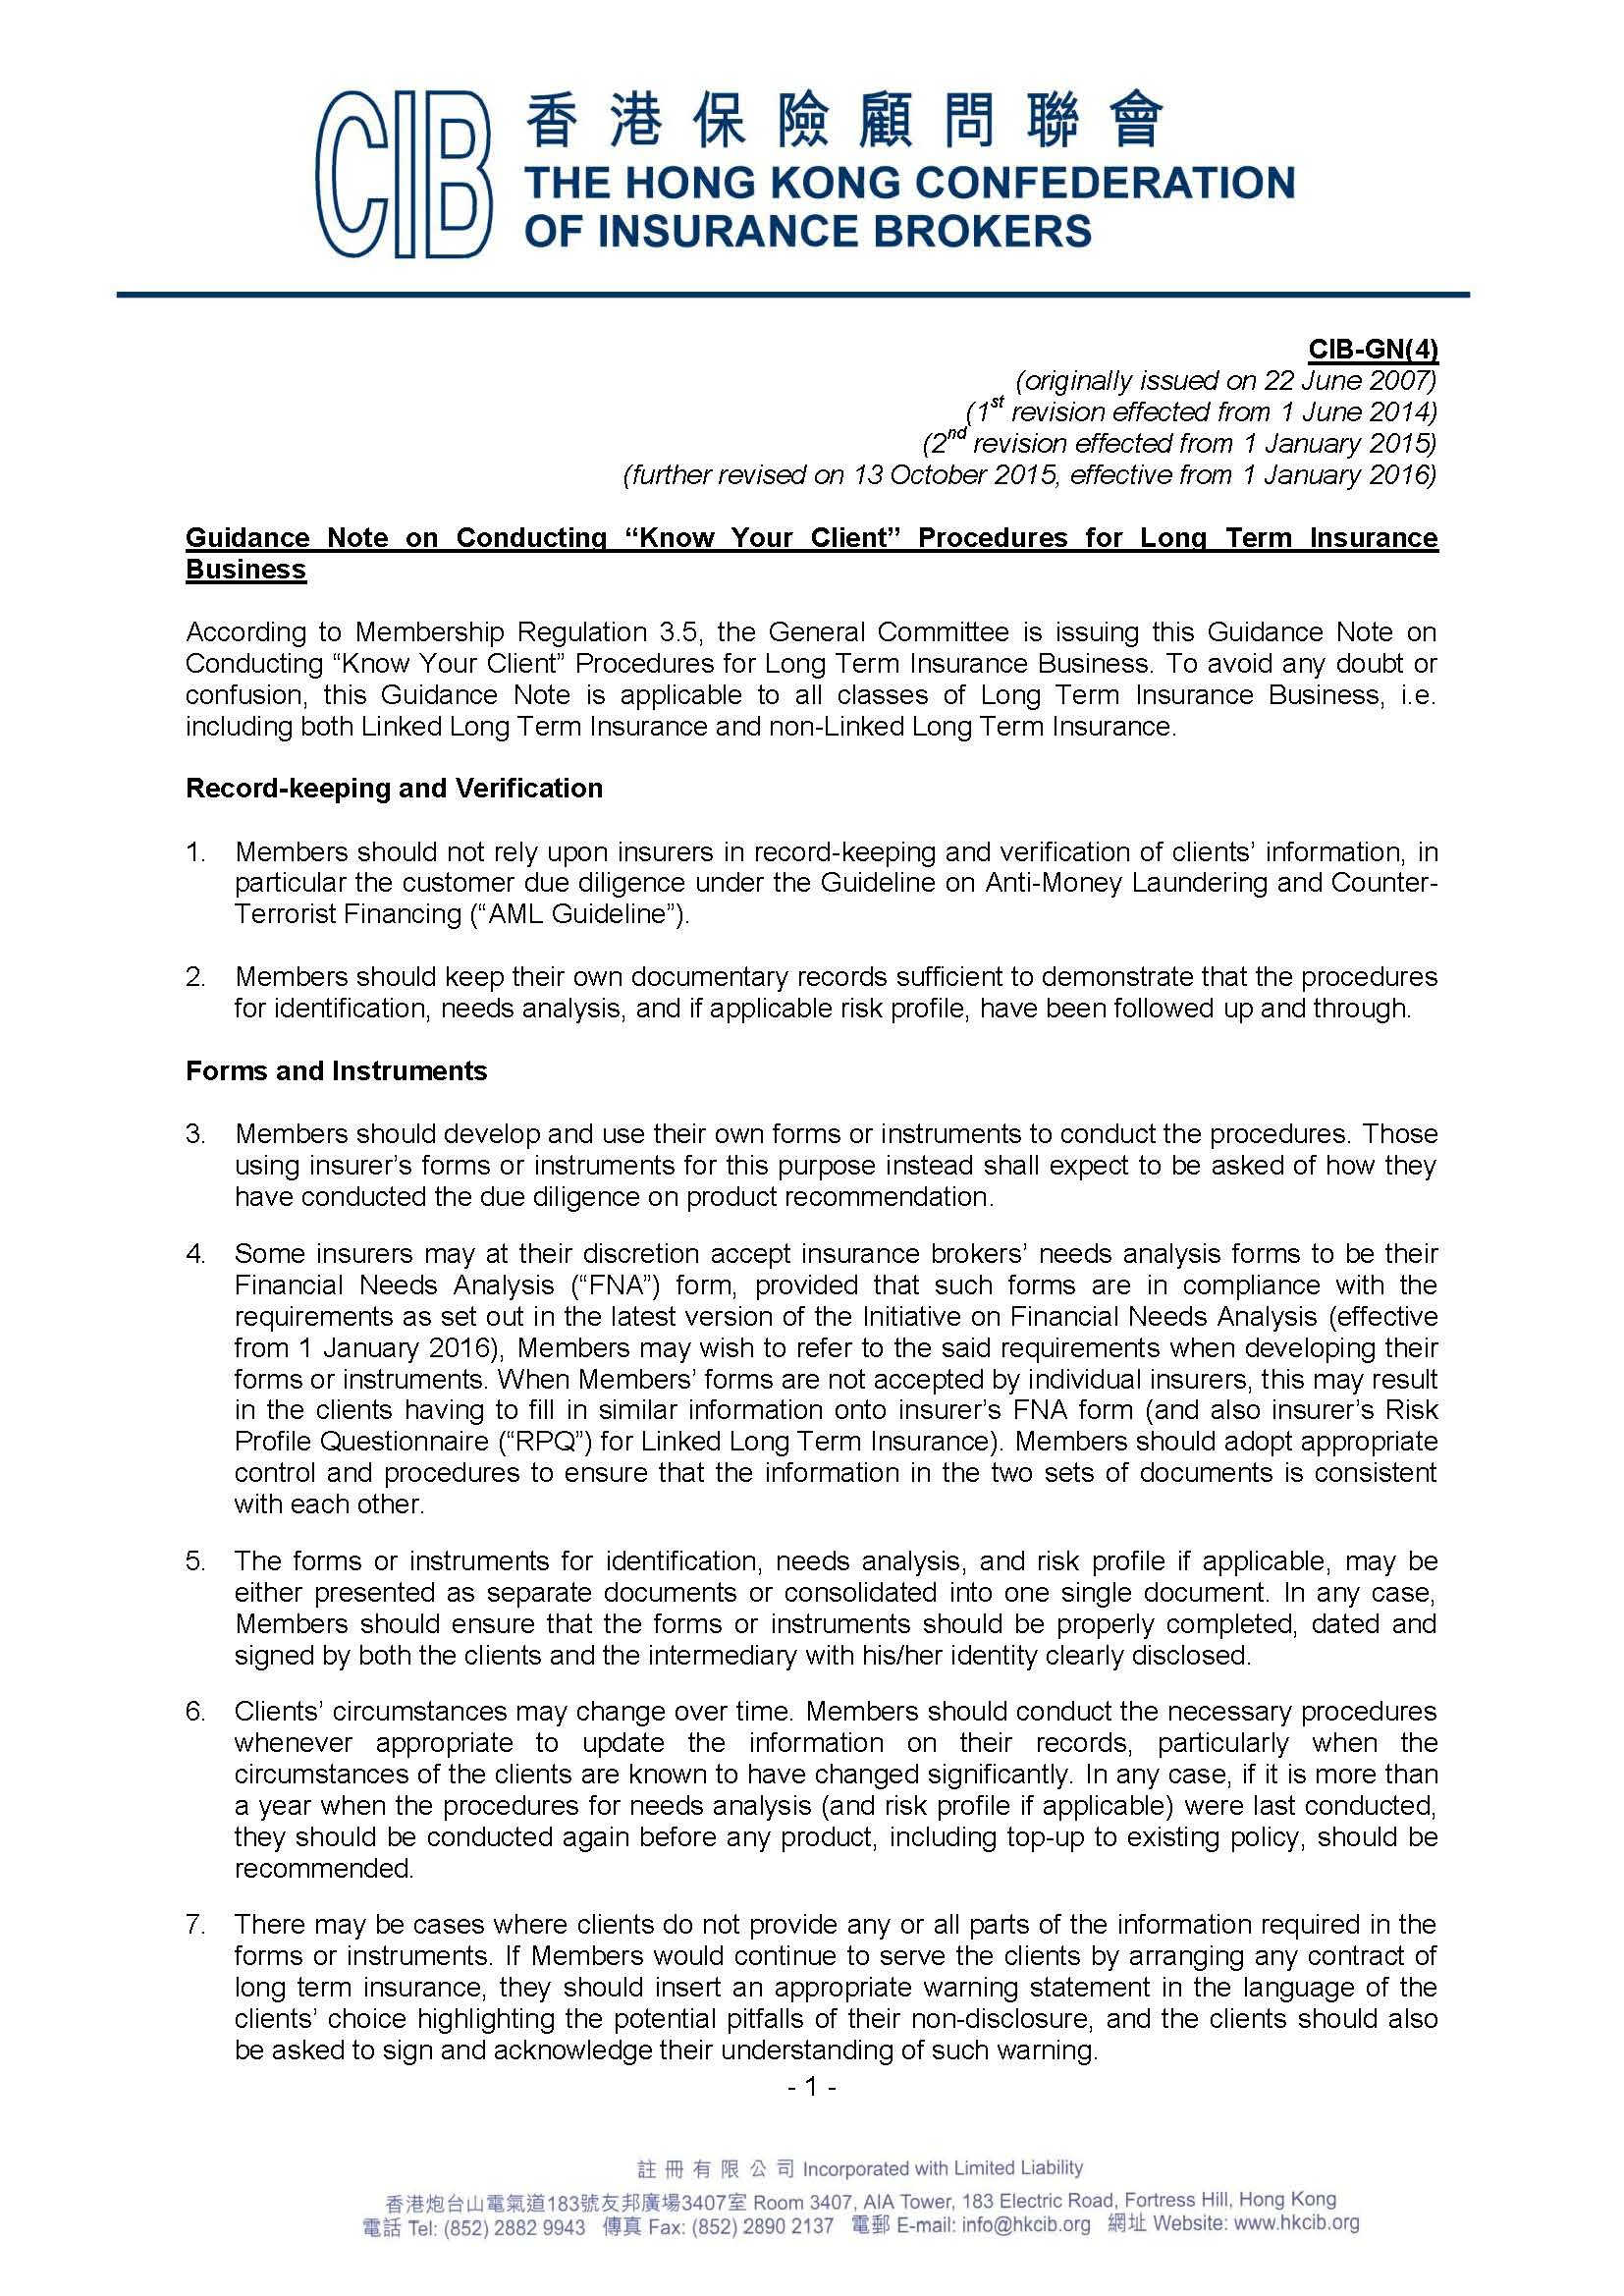 CIB
香港保險顧問聯會
THE HONG KONG CONFEDERATION
OF INSURANCE BROKERS
CIB-GN(4)
(originally issued on 22 June 2007)
(1st revision effected from 1 June 2014)
(2nd revision effected from 1 January 2015)
(further revised on 13 October 2015, effective from 1 January 2016)
Guidance Note on Conducting “Know Your Client” Procedures for Long Term Insurance
Business
According to Membership Regulation 3.5, the General Committee is issuing this Guidance Note on
Conducting “Know Your Client” Procedures for Long Term Insurance Business. To avoid any doubt or
confusion, this Guidance Note is applicable to all classes of Long Term Insurance Business, i.e.
including both Linked Long Term Insurance and non-Linked Long Term Insurance.
Record-keeping and Verification
1. Members should not rely upon insurers in record-keeping and verification of clients’ information, in
particular the customer due diligence under the Guideline on Anti-Money Laundering and Counter-
Terrorist Financing (“AML Guideline”).
2. Members should keep their own documentary records sufficient to demonstrate that the procedures
for identification, needs analysis, and if applicable risk profile, have been followed up and through.
Forms and Instruments
3. Members should develop and use their own forms or instruments to conduct the procedures. Those
using insurer’s forms or instruments for this purpose instead shall expect to be asked of how they
have conducted the due diligence on product recommendation.
4. Some insurers may at their discretion accept insurance brokers’ needs analysis forms to be their
Financial Needs Analysis (“FNA”) form, provided that such forms are in compliance with the
requirements as set out in the latest version of the Initiative on Financial Needs Analysis (effective
from 1 January 2016), Members may wish to refer to the said requirements when developing their
forms or instruments. When Members’ forms are not accepted by individual insurers, this may result
in the clients having to fill in similar information onto insurer’s FNA form (and also insurer’s Risk
Profile Questionnaire (“RPQ”) for Linked Long Term Insurance). Members should adopt appropriate
control and procedures to ensure that the information in the two sets of documents is consistent
with each other.
5. The forms or instruments for identification, needs analysis, and risk profile if applicable, may be
either presented as separate documents or consolidated into one single document. In any case,
Members should ensure that the forms or instruments should be properly completed, dated and
signed by both the clients and the intermediary with his/her identity clearly disclosed.
6. Clients’ circumstances may change over time. Members should conduct the necessary procedures
whenever appropriate to update the information on their records, particularly when the
circumstances of the clients are known to have changed significantly. In any case, if it is more than
a year when the procedures for needs analysis (and risk profile if applicable) were last conducted,
they should be conducted again before any product, including top-up to existing policy, should be
recommended.
7. There may be cases where clients do not provide any or all parts of the information required in the
forms or instruments. If Members would continue to serve the clients by arranging any contract of
long term insurance, they should insert an appropriate warning statement in the language of the
clients’ choice highlighting the potential pitfalls of their non-disclosure, and the clients should also
be asked to sign and acknowledge their understanding of such warning.
- 1 -
註冊有限公司 Incorporated with Limited Liability
香港炮台山電氣道183號友邦廣場3407室 Room 3407, AIA Tower, 183 Electric Road, Fortress Hill, Hong Kong
電話 Tel: (852) 2882 9943 傳真 Fax: (852) 2890 2137 電郵 E-mail: info@hkcib.org 網址 Website: www.hkcib.org